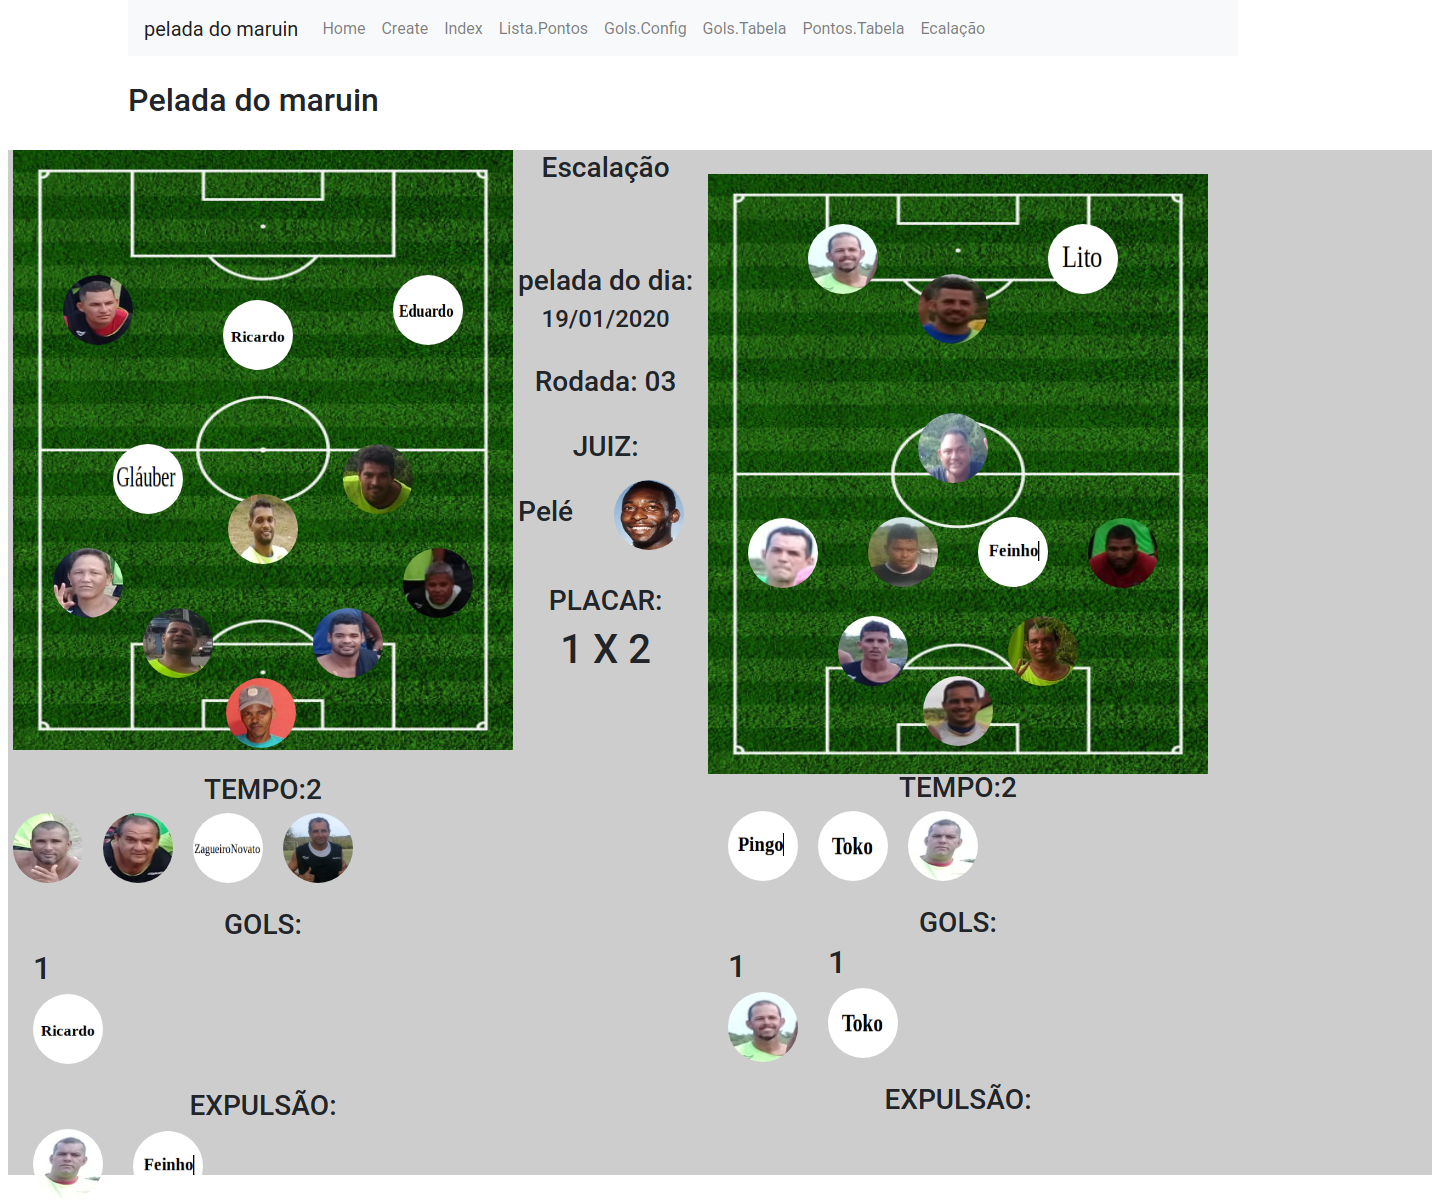 pelada do maruin Home Create Index Lista.Pontos Gols.Config Gols.Tabela Pontos.Tabela Ecalação
Pelada do maruin
Eduardo
Ricardo
Gláuber
TEMPO:2
ZagueiroNovato
GOLS:
1
Ricardo
EXPULSÃO:
Feinho
Escalação
pelada do dia:
19/01/2020
Rodada: 03
JUIZ:
Pelé
PLACAR:
1 X 2
Lito
Feinho
TEMPO:2
Pingo
Toko
GOLS:
1 1
Toko
EXPULSÃO: